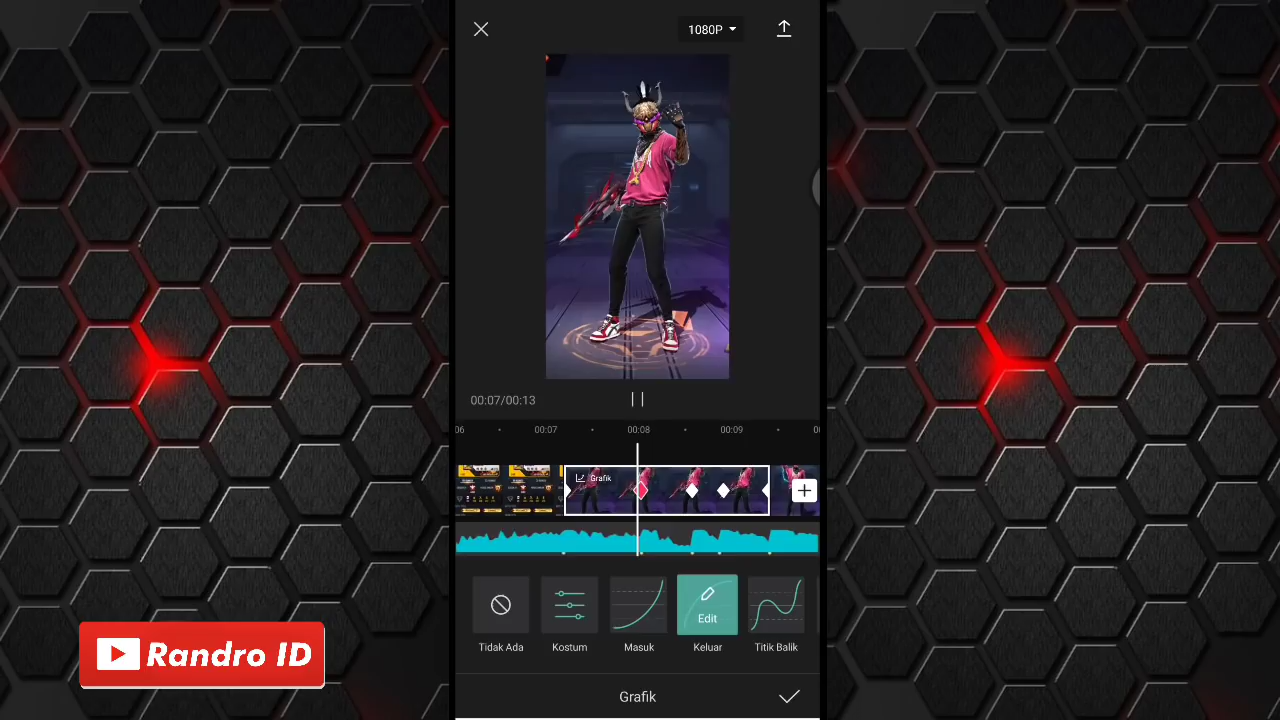 1080P
00:07/00:13
06
00:07
00:08
00:09
Grafik
Edit
Tidak Ada
Kostum
Masuk
Keluar
Titik Balik
Grafik
Randro ID